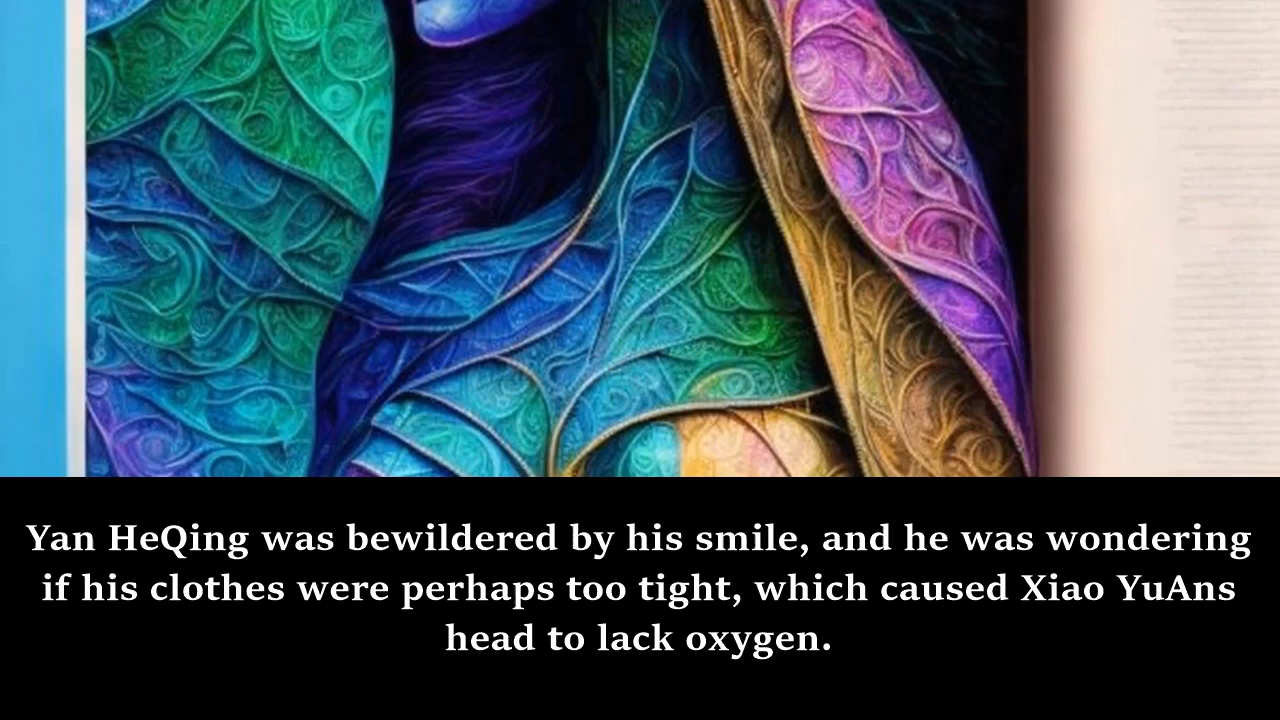 Yan HeQing was bewildered by his smile, and he was wondering
if his clothes were perhaps too tight, which caused Xiao YuAns
head to lack oxygen.